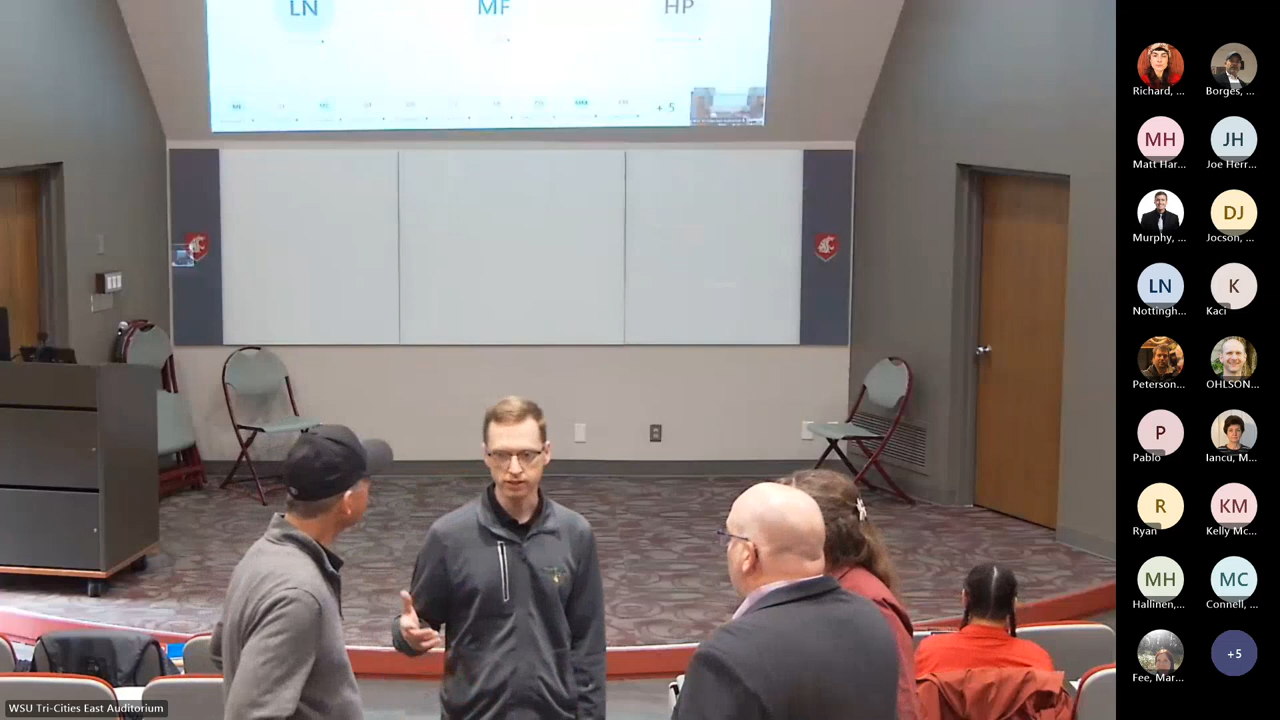 LN
MF
HP
+ 5
Richard, ...
Borges, ...
MH
JH
Matt Har...
Joe Herr...
DJ
Murphy, ...
Jocson, ...
LN
K
Nottingh...
Kaci
Peterson...
OHLSON...
P
Pablo
Iancu, M...
R
KM
Ryan
Kelly Mc...
MH
MC
Hallinen,...
Connell, ...
+5
Fee, Mar...
WSU Tri-Cities East Auditorium